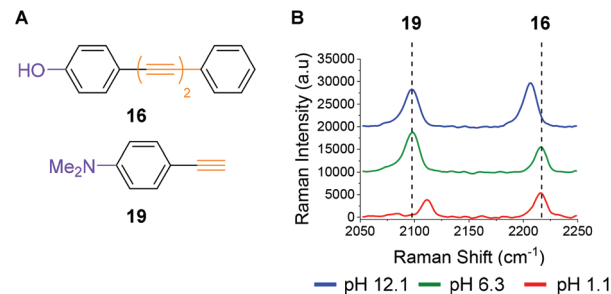 A
HO
2
16
Me2N
19
B
19 16
Raman Intensity (a.u)
35000
30000
25000
20000
15000
10000
5000
0
2050 2100 2150 2200 2250
Raman Shift (cm-1)
pH 12.1 pH 6.3 pH 1.1